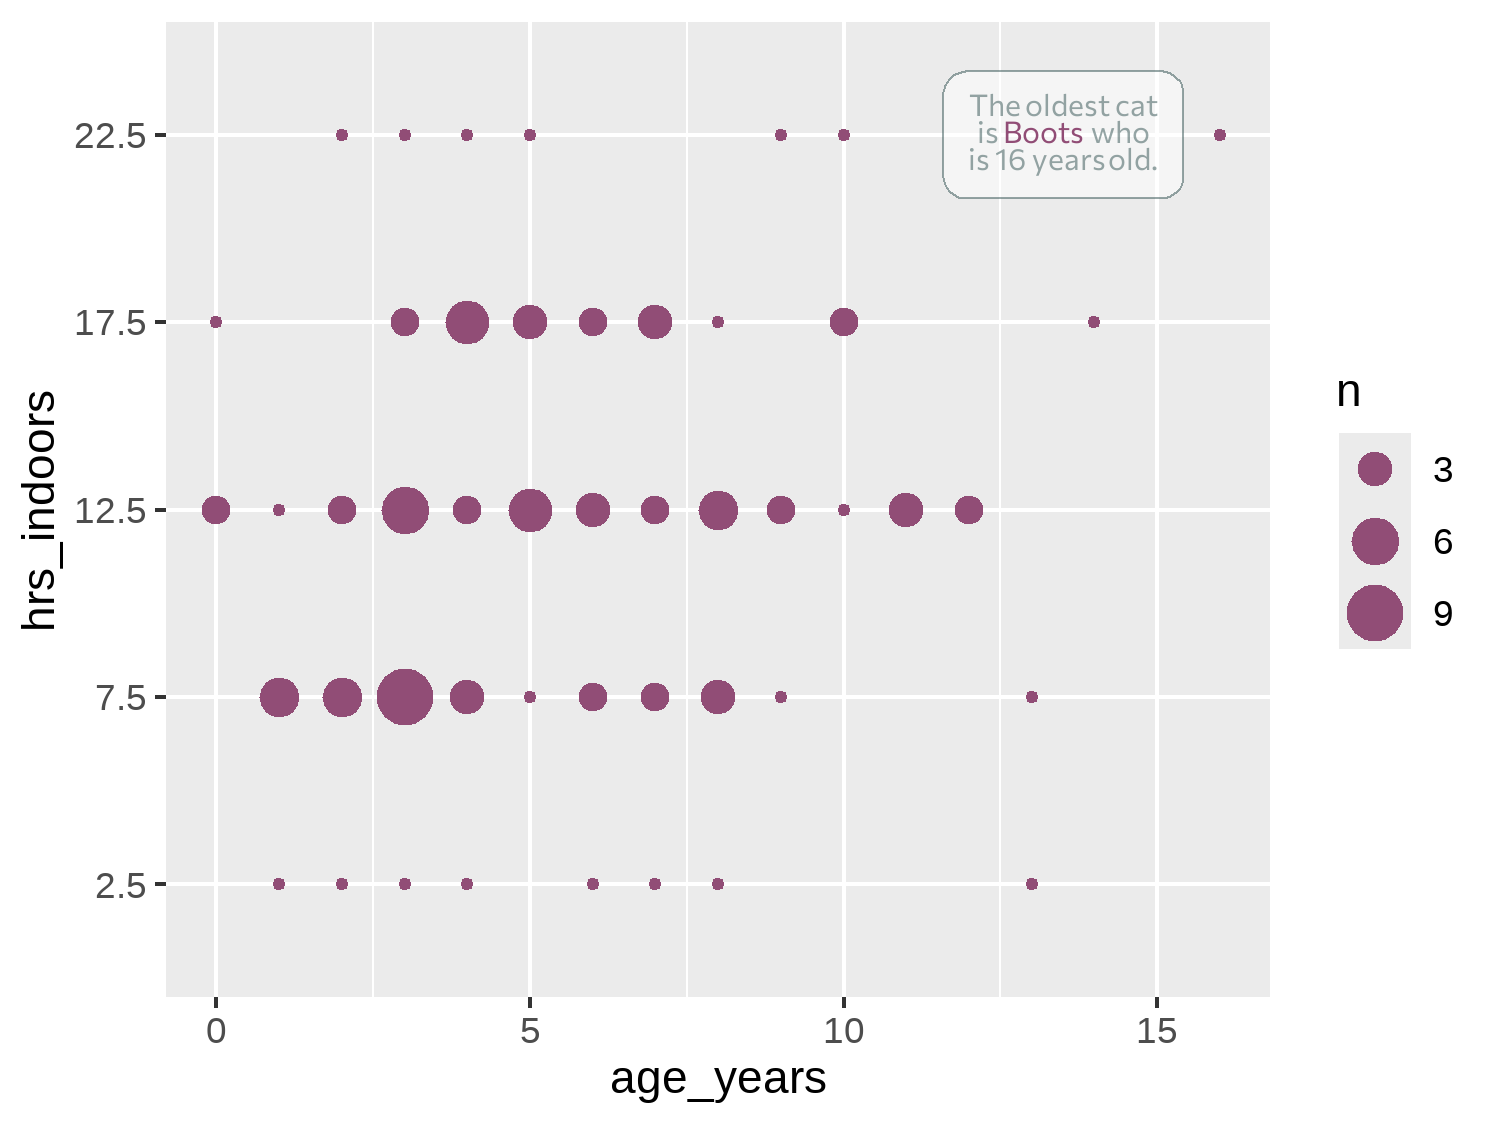 The oldest cat
is Boots who
is 16 years old.
22.5
17.5
12.5
7.5
2.5
hrs_indoors
0 5 10 15
age_years
n
3
6
9